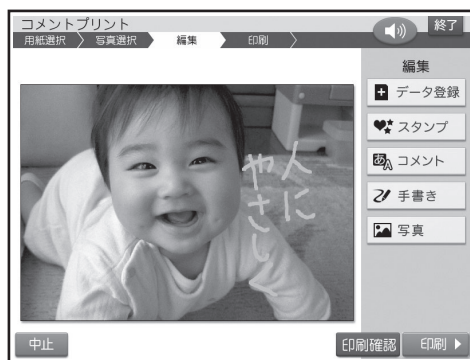 コメントプリント
終了
用紙選択
写真選択
編集
印刷
編集
データ登録
スタンプ
あA コメント
手書き
写真
人に
やさし
中止
印刷確認
印刷